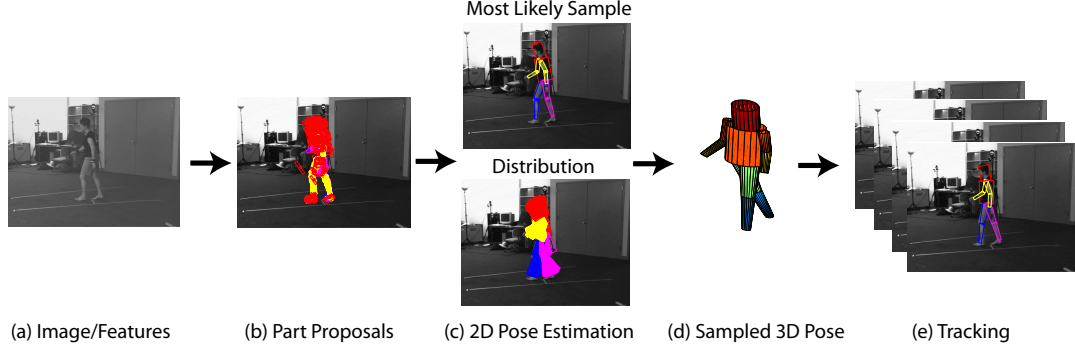 Most Likely Sample
Distribution
(a) Image/Features
(b) Part Proposals
(c) 2D Pose Estimation
(d) Sampled 3D Pose
(e) Tracking